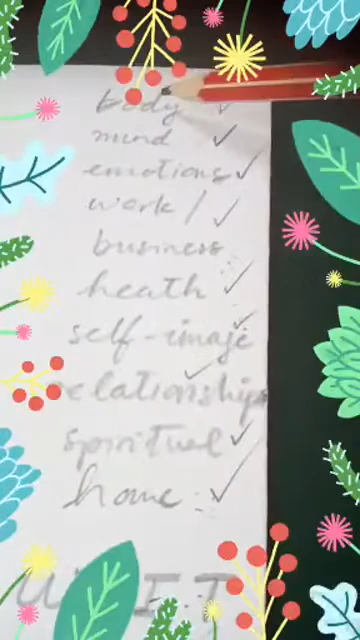 body ✓
mind ✓
emotions ✓
work / ✓
business
heath ✓
self-image ✓
relationships ✓
spiritual ✓
home : ✓